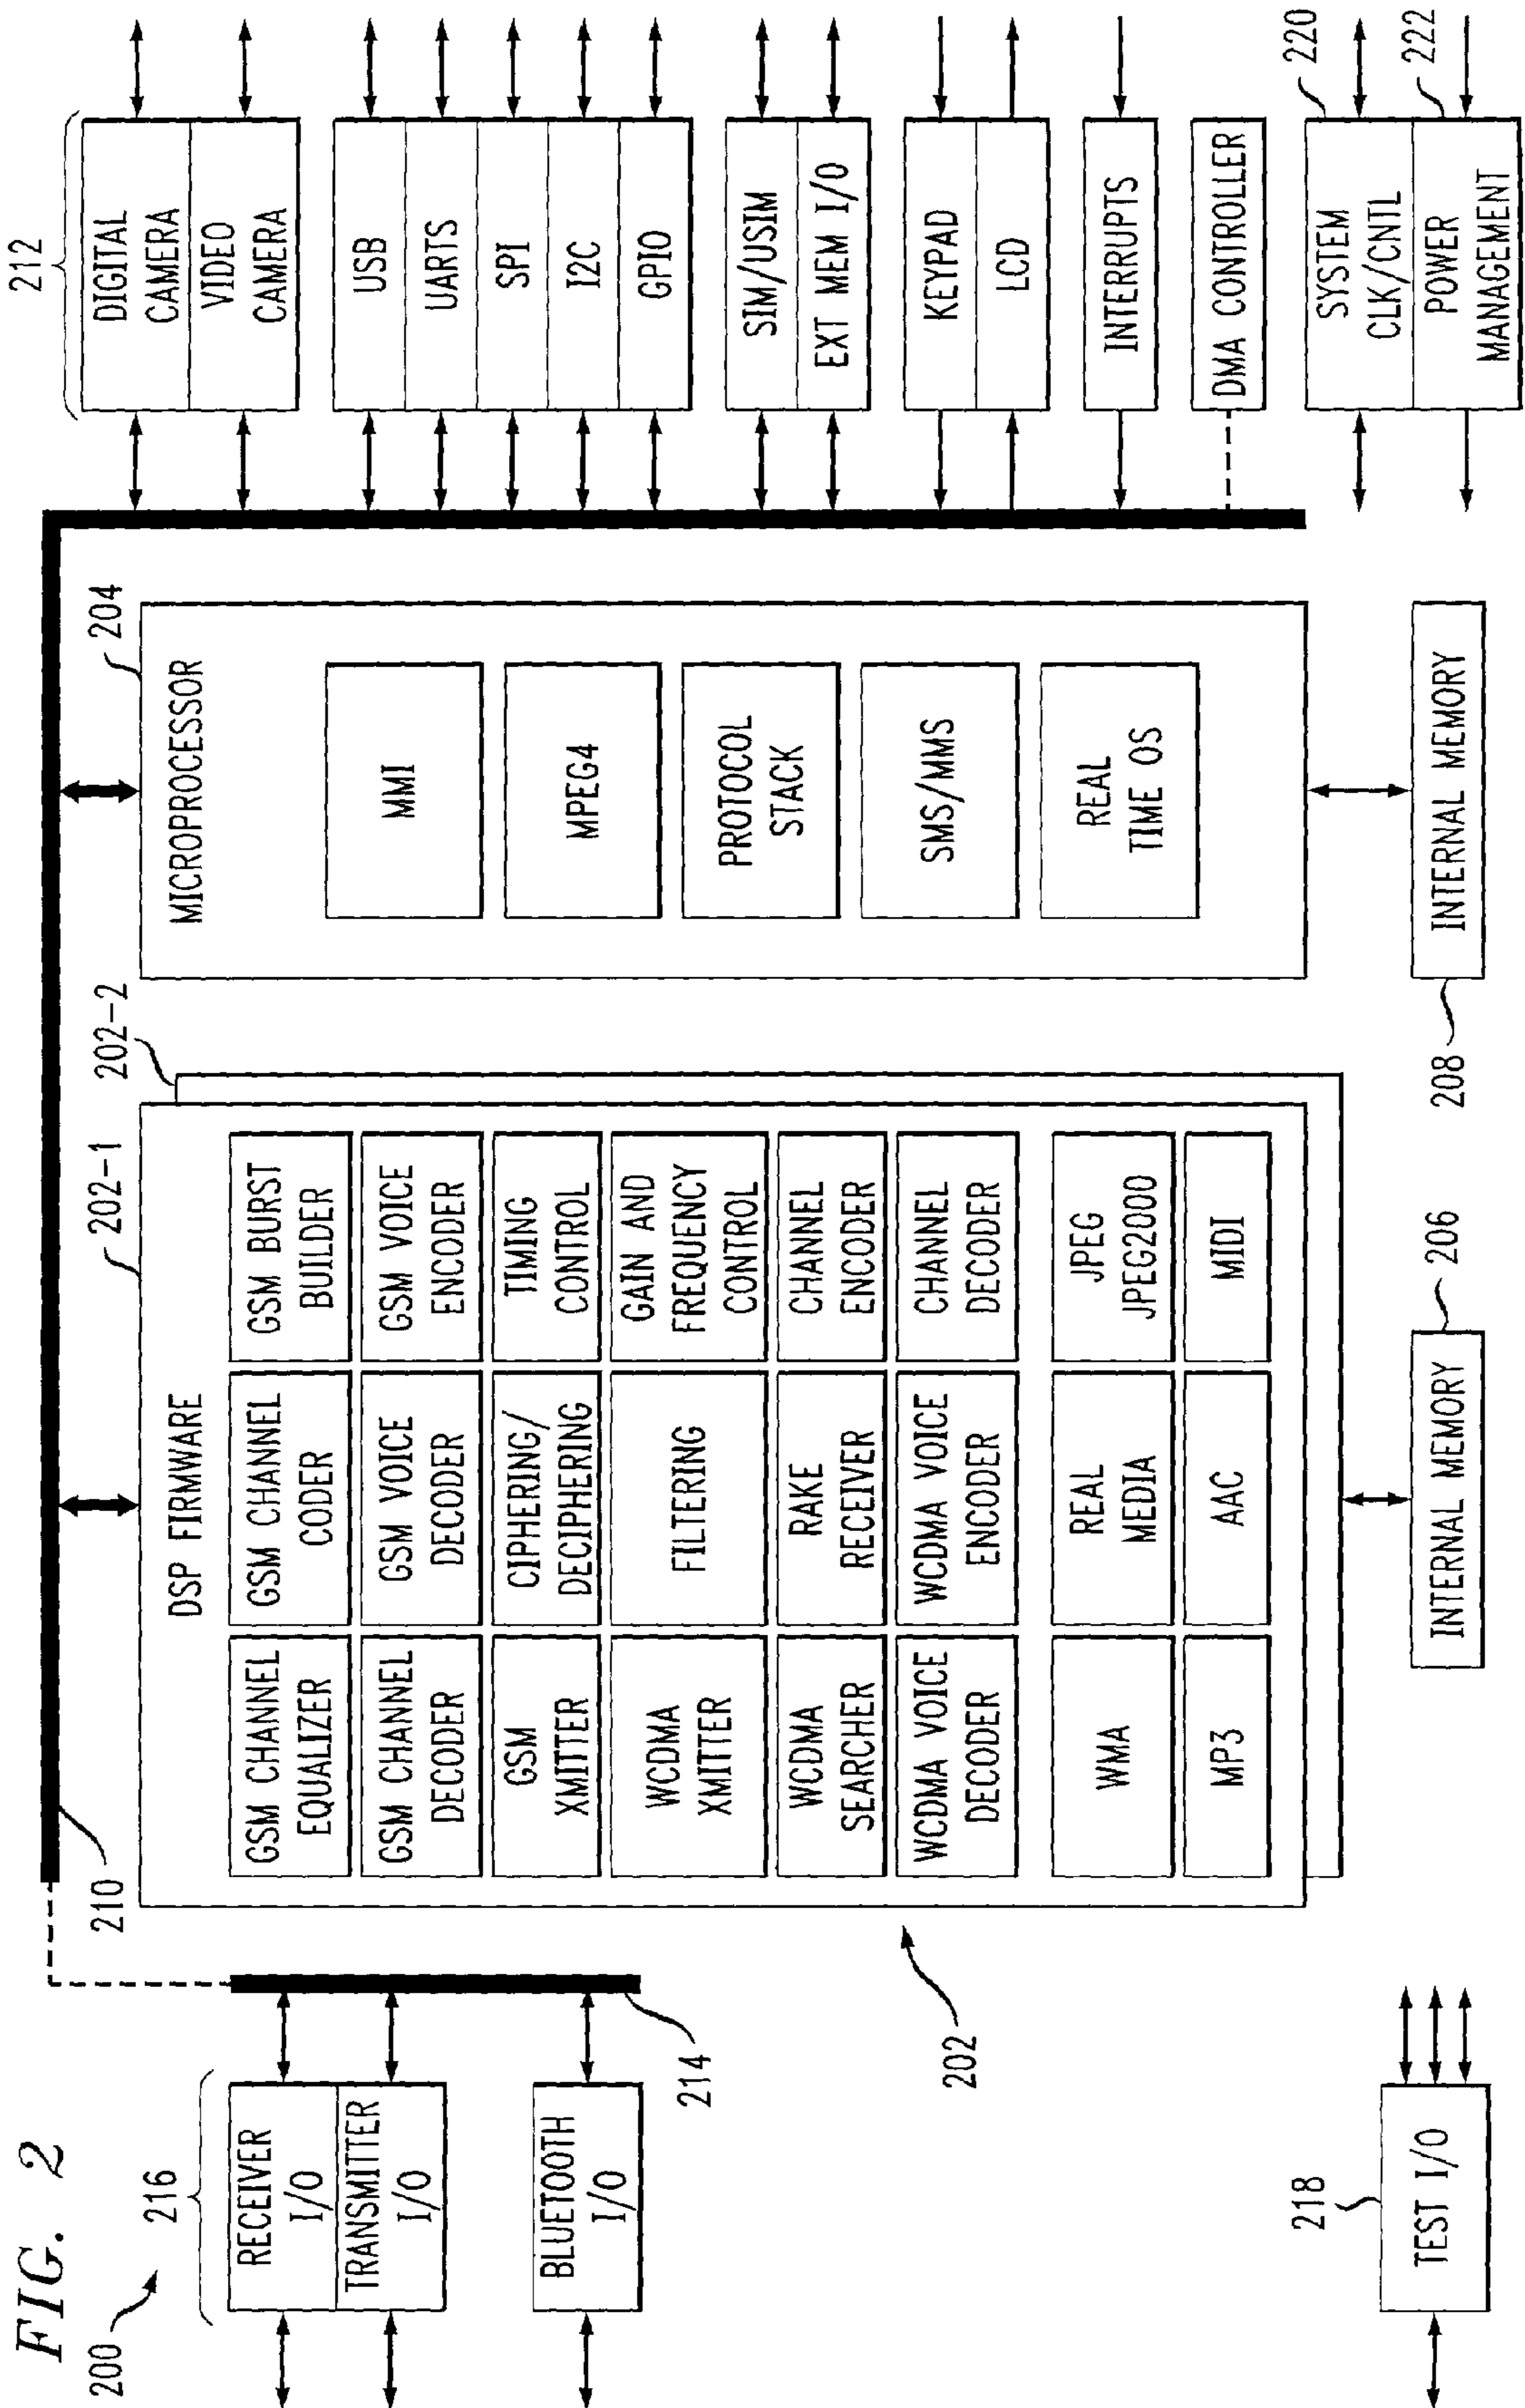 FIG. 2
200
216
RECEIVER
I/O
TRANSMITTER
I/O
BLUETOOTH
I/O
214
218
TEST I/O
210
202
202-1
202-2
DSP FIRMWARE
GSM CHANNEL
EQUALIZER
GSM CHANNEL
CODER
GSM BURST
BUILDER
GSM CHANNEL
DECODER
GSM VOICE
DECODER
GSM VOICE
ENCODER
GSM
XMITTER
CIPHERING/
DECIPHERING
TIMING
CONTROL
WCDMA
XMITTER
FILTERING
GAIN AND
FREQUENCY
CONTROL
WCDMA
SEARCHER
RAKE
RECEIVER
CHANNEL
ENCODER
WCDMA VOICE
DECODER
WCDMA VOICE
ENCODER
CHANNEL
DECODER
WMA
REAL
MEDIA
JPEG
JPEG2000
MP3
AAC
MIDI
INTERNAL MEMORY
206
204
MICROPROCESSOR
MMI
MPEG4
PROTOCOL
STACK
SMS/MMS
REAL
TIME OS
INTERNAL MEMORY
208
212
DIGITAL
CAMERA
VIDEO
CAMERA
USB
UARTS
SPI
I2C
GPIO
SIM/USIM
EXT MEM I/O
KEYPAD
LCD
INTERRUPTS
DMA CONTROLLER
SYSTEM
CLK/CNTL
220
POWER
MANAGEMENT
222